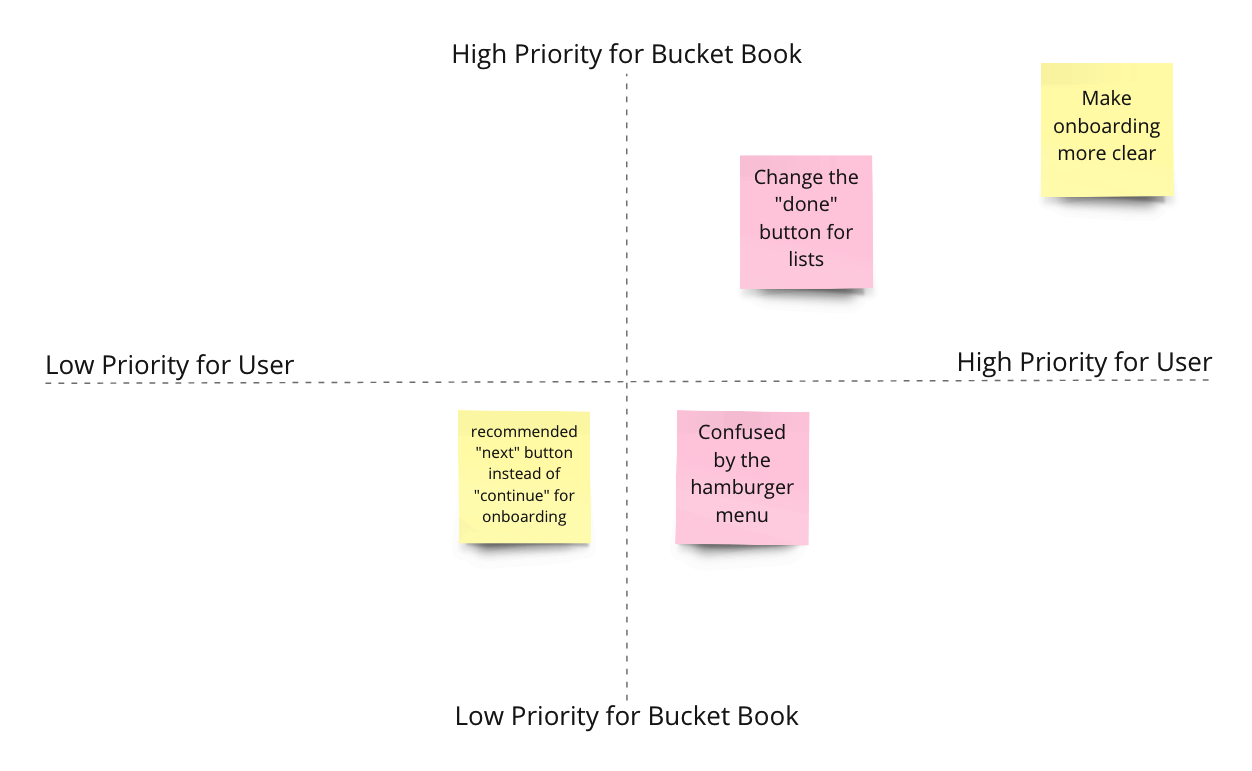 High Priority for Bucket Book
Make
onboarding
more clear
Change the
"done"
button for
lists
Low Priority for User
High Priority for User
recommended
"next" button
instead of
"continue" for
onboarding
Confused
by the
hamburger
menu
Low Priority for Bucket Book